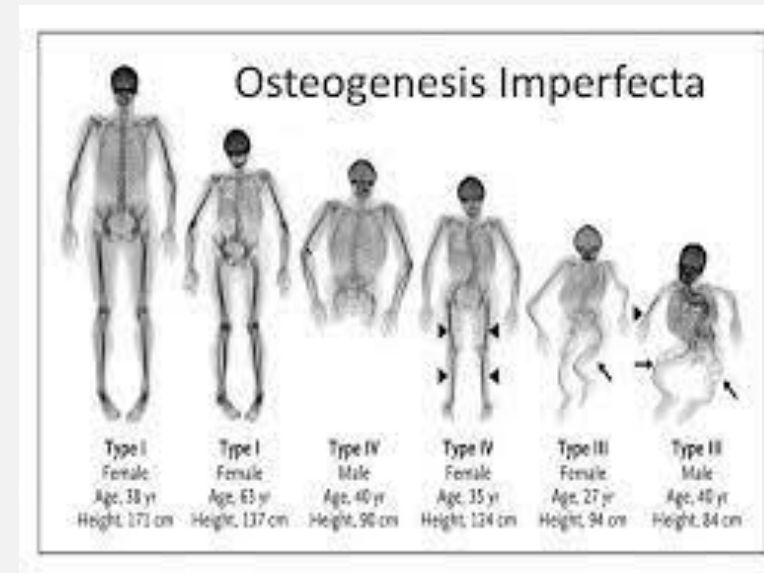 Osteogenesis Imperfecta
Type I
Female
Age, 38 yr
Height, 171 cm
Type I
Female
Age, 63 yr
Height, 137 cm
Type IV
Male
Age, 40 yr
Height, 90 cm
Type IV
Female
Age, 35 yr
Height, 124 cm
Type III
Female
Age, 27 yr
Height, 94 cm
Type III
Male
Age, 40 yr
Height, 84 cm